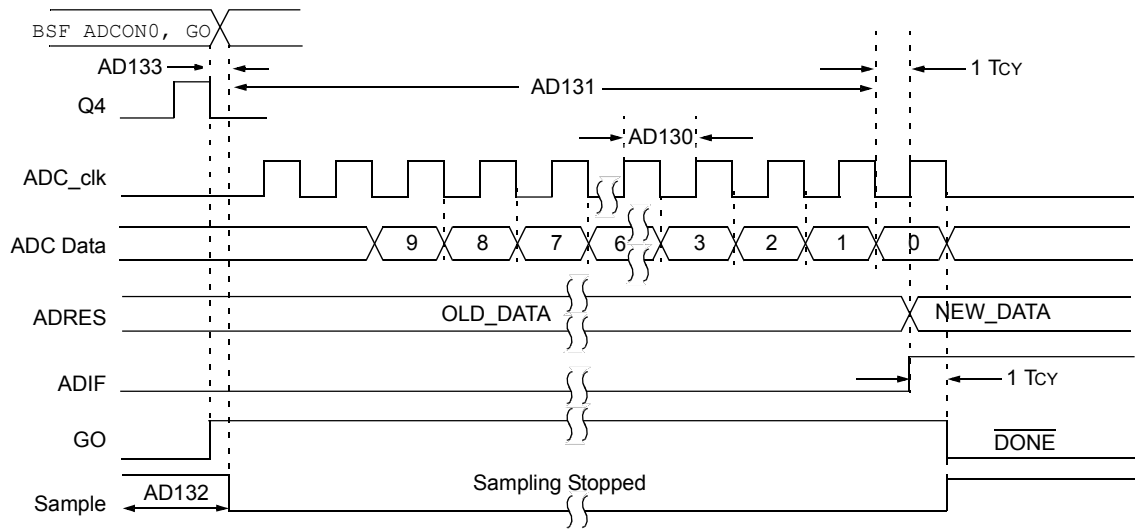 BSF ADCON0, GO
AD133
1 TCY
AD131
Q4
AD130
ADC_clk
ADC Data
9
8
7
6
3
2
1
0
ADRES
OLD_DATA
NEW_DATA
ADIF
1 TCY
GO
DONE
Sample
AD132
Sampling Stopped